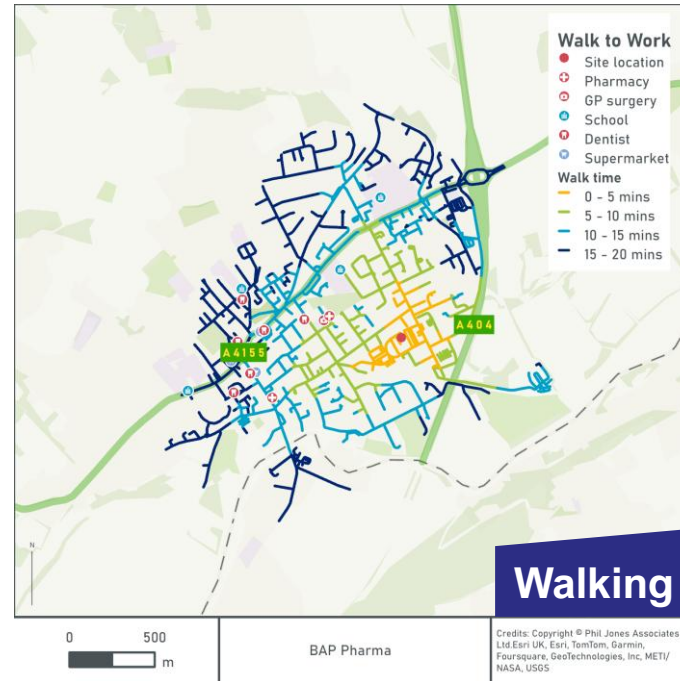 Walk to Work
Site location
Pharmacy
GP surgery
School
Dentist
Supermarket
Walk time
0 - 5 mins
5 - 10 mins
10 - 15 mins
15 - 20 mins
A404
A4155
N
Walking
0 500
m
BAP Pharma
Credits: Copyright © Phil Jones Associates
Ltd.Esri UK, Esri, TomTom, Garmin,
Foursquare, GeoTechnologies, Inc, METI/
NASA, USGS